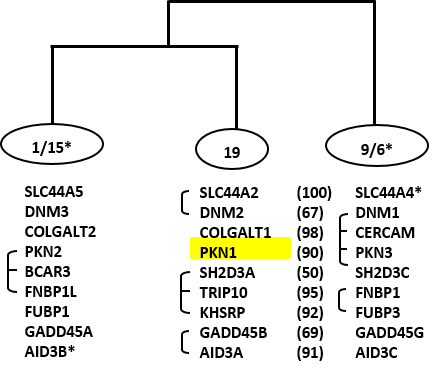 1/15* 19 9/6*
SLC44A5 SLC44A2 (100) SLC44A4*
DNM3 DNM2 (67) DNM1
COLGALT2 COLGALT1 (98) CERCAM
PKN2 PKN1 (90) PKN3
BCAR3 SH2D3A (50) SH2D3C
FNBP1L TRIP10 (95) FNBP1
FUBP1 KHSRP (92) FUBP3
GADD45A GADD45B (69) GADD45G
AID3B* AID3A (91) AID3C